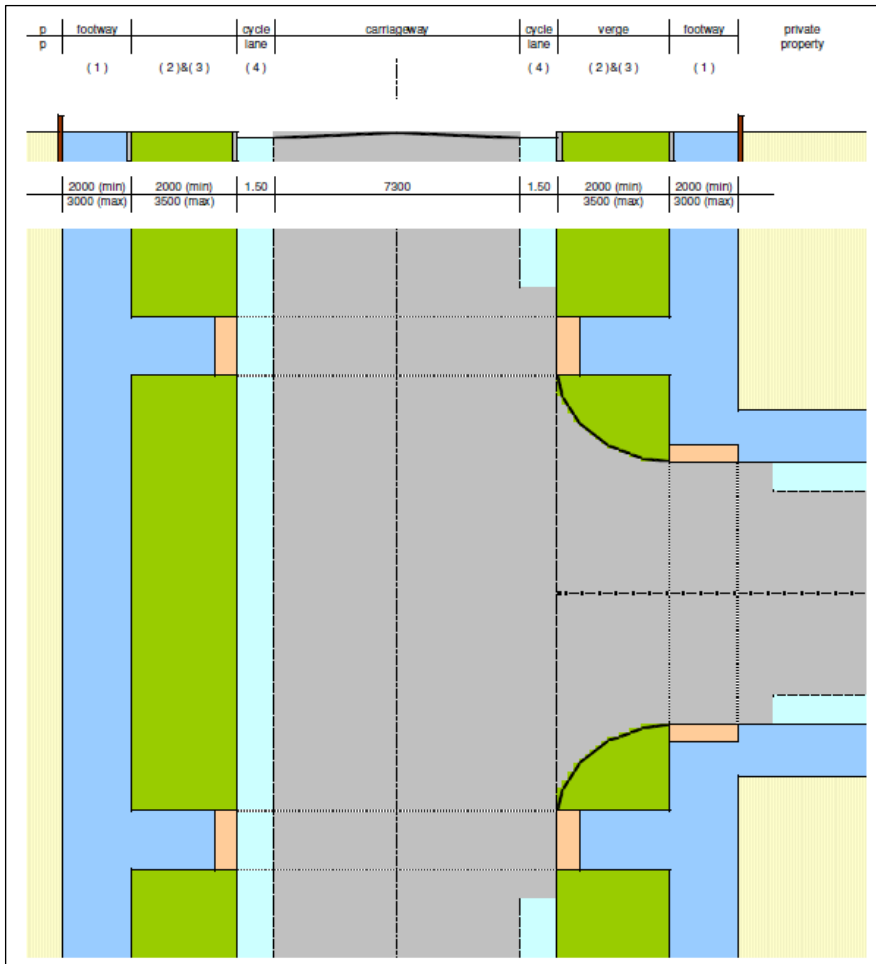 p footway cycle carriageway cycle verge footway private
p lane lane property
( 1 ) ( 2 )&( 3 ) ( 4 ) ( 4 ) ( 2 )&( 3 ) ( 1 )
2000 (min) 2000 (min) 1.50 7300 1.50 2000 (min) 2000 (min)
3000 (max) 3500 (max) 3500 (max) 3000 (max)